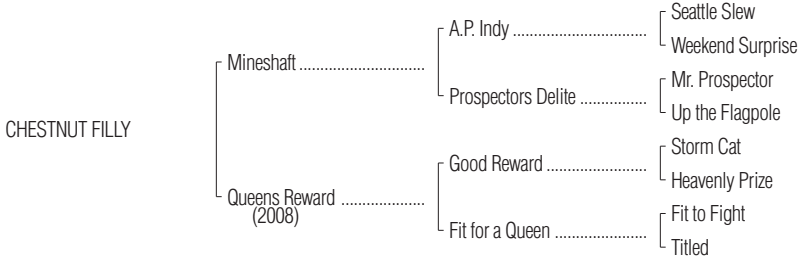 Seattle Slew
A.P. Indy
Weekend Surprise
Mineshaft
Mr. Prospector
Prospectors Delite
Up the Flagpole
CHESTNUT FILLY
Storm Cat
Good Reward
Heavenly Prize
Queens Reward
(2008)
Fit to Fight
Fit for a Queen
Titled